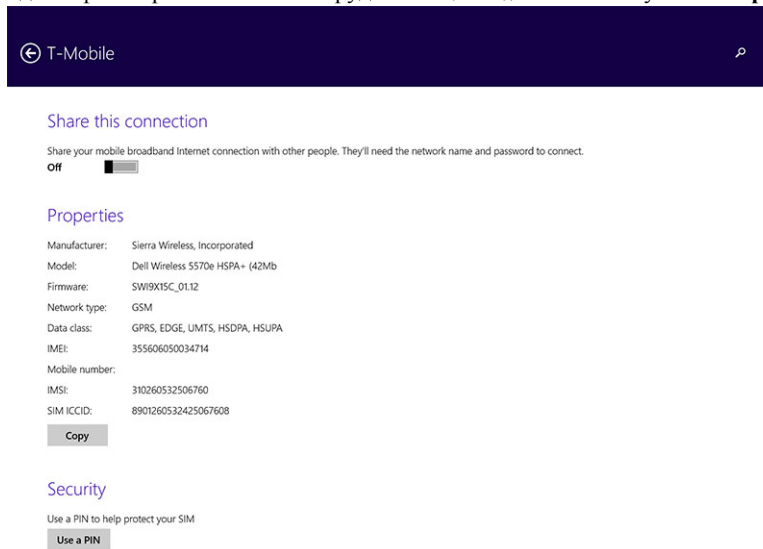 T-Mobile
Share this connection
Share your mobile broadband Internet connection with other people. They'll need the network name and password to connect.
Off
Properties
Manufacturer: Sierra Wireless, Incorporated
Model: Dell Wireless 5570e HSPA+ (42Mb
Firmware: SWI9X15C_01.12
Network type: GSM
Data class: GPRS, EDGE, UMTS, HSDPA, HSUPA
IMEI: 355606050034714
Mobile number:
IMSI: 310260532506760
SIM ICCID: 8901260532425067608
Copy
Security
Use a PIN to help protect your SIM
Use a PIN